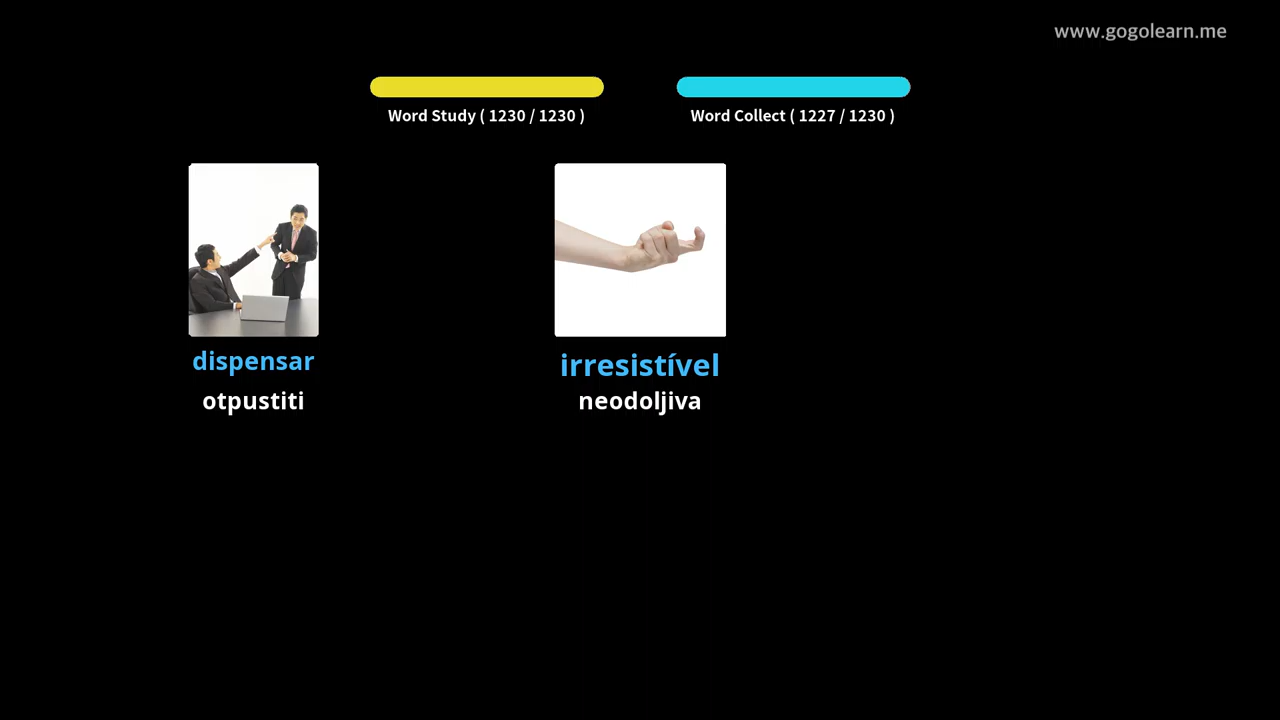 www.gogolearn.me
Word Study ( 1230 / 1230 )
Word Collect ( 1227 / 1230 )
dispensar
otpustiti
irresistível
neodoljiva